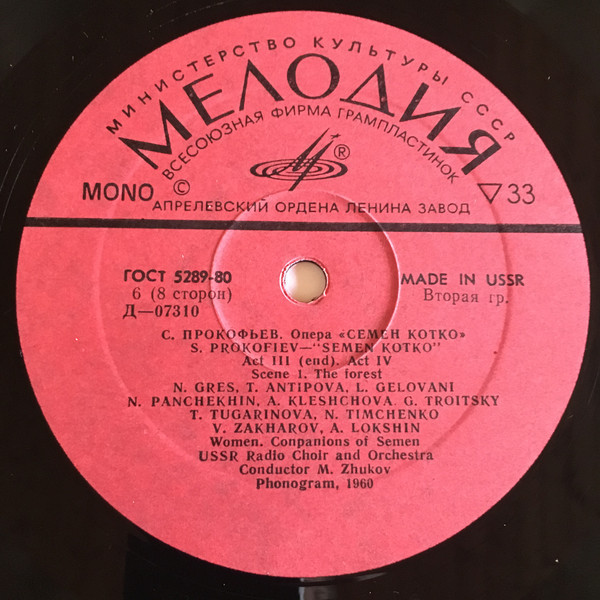 МИНИСТЕРСТВО КУЛЬТУРЫ СССР
МЕЛОДИЯ
ВСЕСОЮЗНАЯ ФИРМА ГРАМПЛАСТИНОК
MONO © ® ▽ 33
АПРЕЛЕВСКИЙ ОРДЕНА ЛЕНИНА ЗАВОД
ГОСТ 5289-80 MADE IN USSR
6 (8 сторон) Вторая гр.
Д—07310
С. ПРОКОФЬЕВ. Опера «СЕМЕН КОТКО»
S. PROKOFIEV—"SEMEN KOTKO"
Act III (end). Act IV
Scene 1. The forest
N. GRES, T. ANTIPOVA, L. GELOVANI
N. PANCHEKHIN, A. KLESHCHOVA. G. TROITSKY
T. TUGARINOVA, N. TIMCHENKO
V. ZAKHAROV, A. LOKSHIN
Women. Conpanions of Semen
USSR Radio Choir and Orchestra
Conductor M. Zhukov
Phonogram, 1960